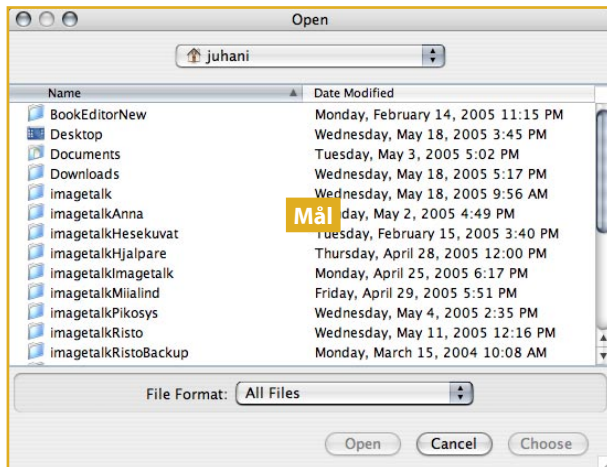 Open
juhani
Name Date Modified
BookEditorNew Monday, February 14, 2005 11:15 PM
Desktop Wednesday, May 18, 2005 3:45 PM
Documents Tuesday, May 3, 2005 5:02 PM
Downloads Wednesday, May 18, 2005 5:17 PM
imagetalk Wednesday, May 18, 2005 9:56 AM
imagetalkAnna Mål day, May 2, 2005 4:49 PM
imagetalkHesekuvat Tuesday, February 15, 2005 3:40 PM
imagetalkHjalpare Thursday, April 28, 2005 12:00 PM
imagetalkImagetalk Monday, April 25, 2005 6:17 PM
imagetalkMiialind Friday, April 29, 2005 5:51 PM
imagetalkPikosys Wednesday, May 4, 2005 2:35 PM
imagetalkRisto Wednesday, May 11, 2005 12:16 PM
imagetalkRistoBackup Monday, March 15, 2004 10:08 AM
File Format: All Files
Open Cancel Choose